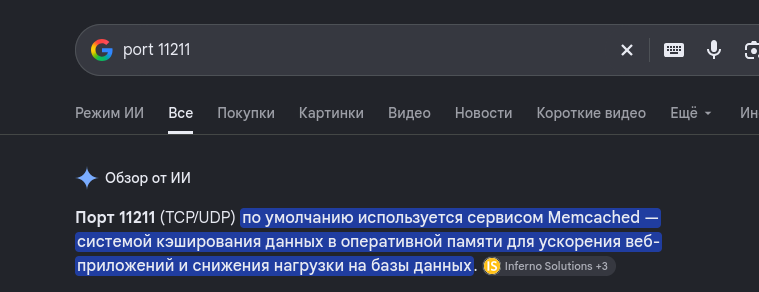 port 11211
Режим ИИ Все Покупки Картинки Видео Новости Короткие видео Ещё Ин
Обзор от ИИ
Порт 11211 (TCP/UDP) по умолчанию используется сервисом Memcached —
системой кэширования данных в оперативной памяти для ускорения веб-
приложений и снижения нагрузки на базы данных. IS Inferno Solutions +3